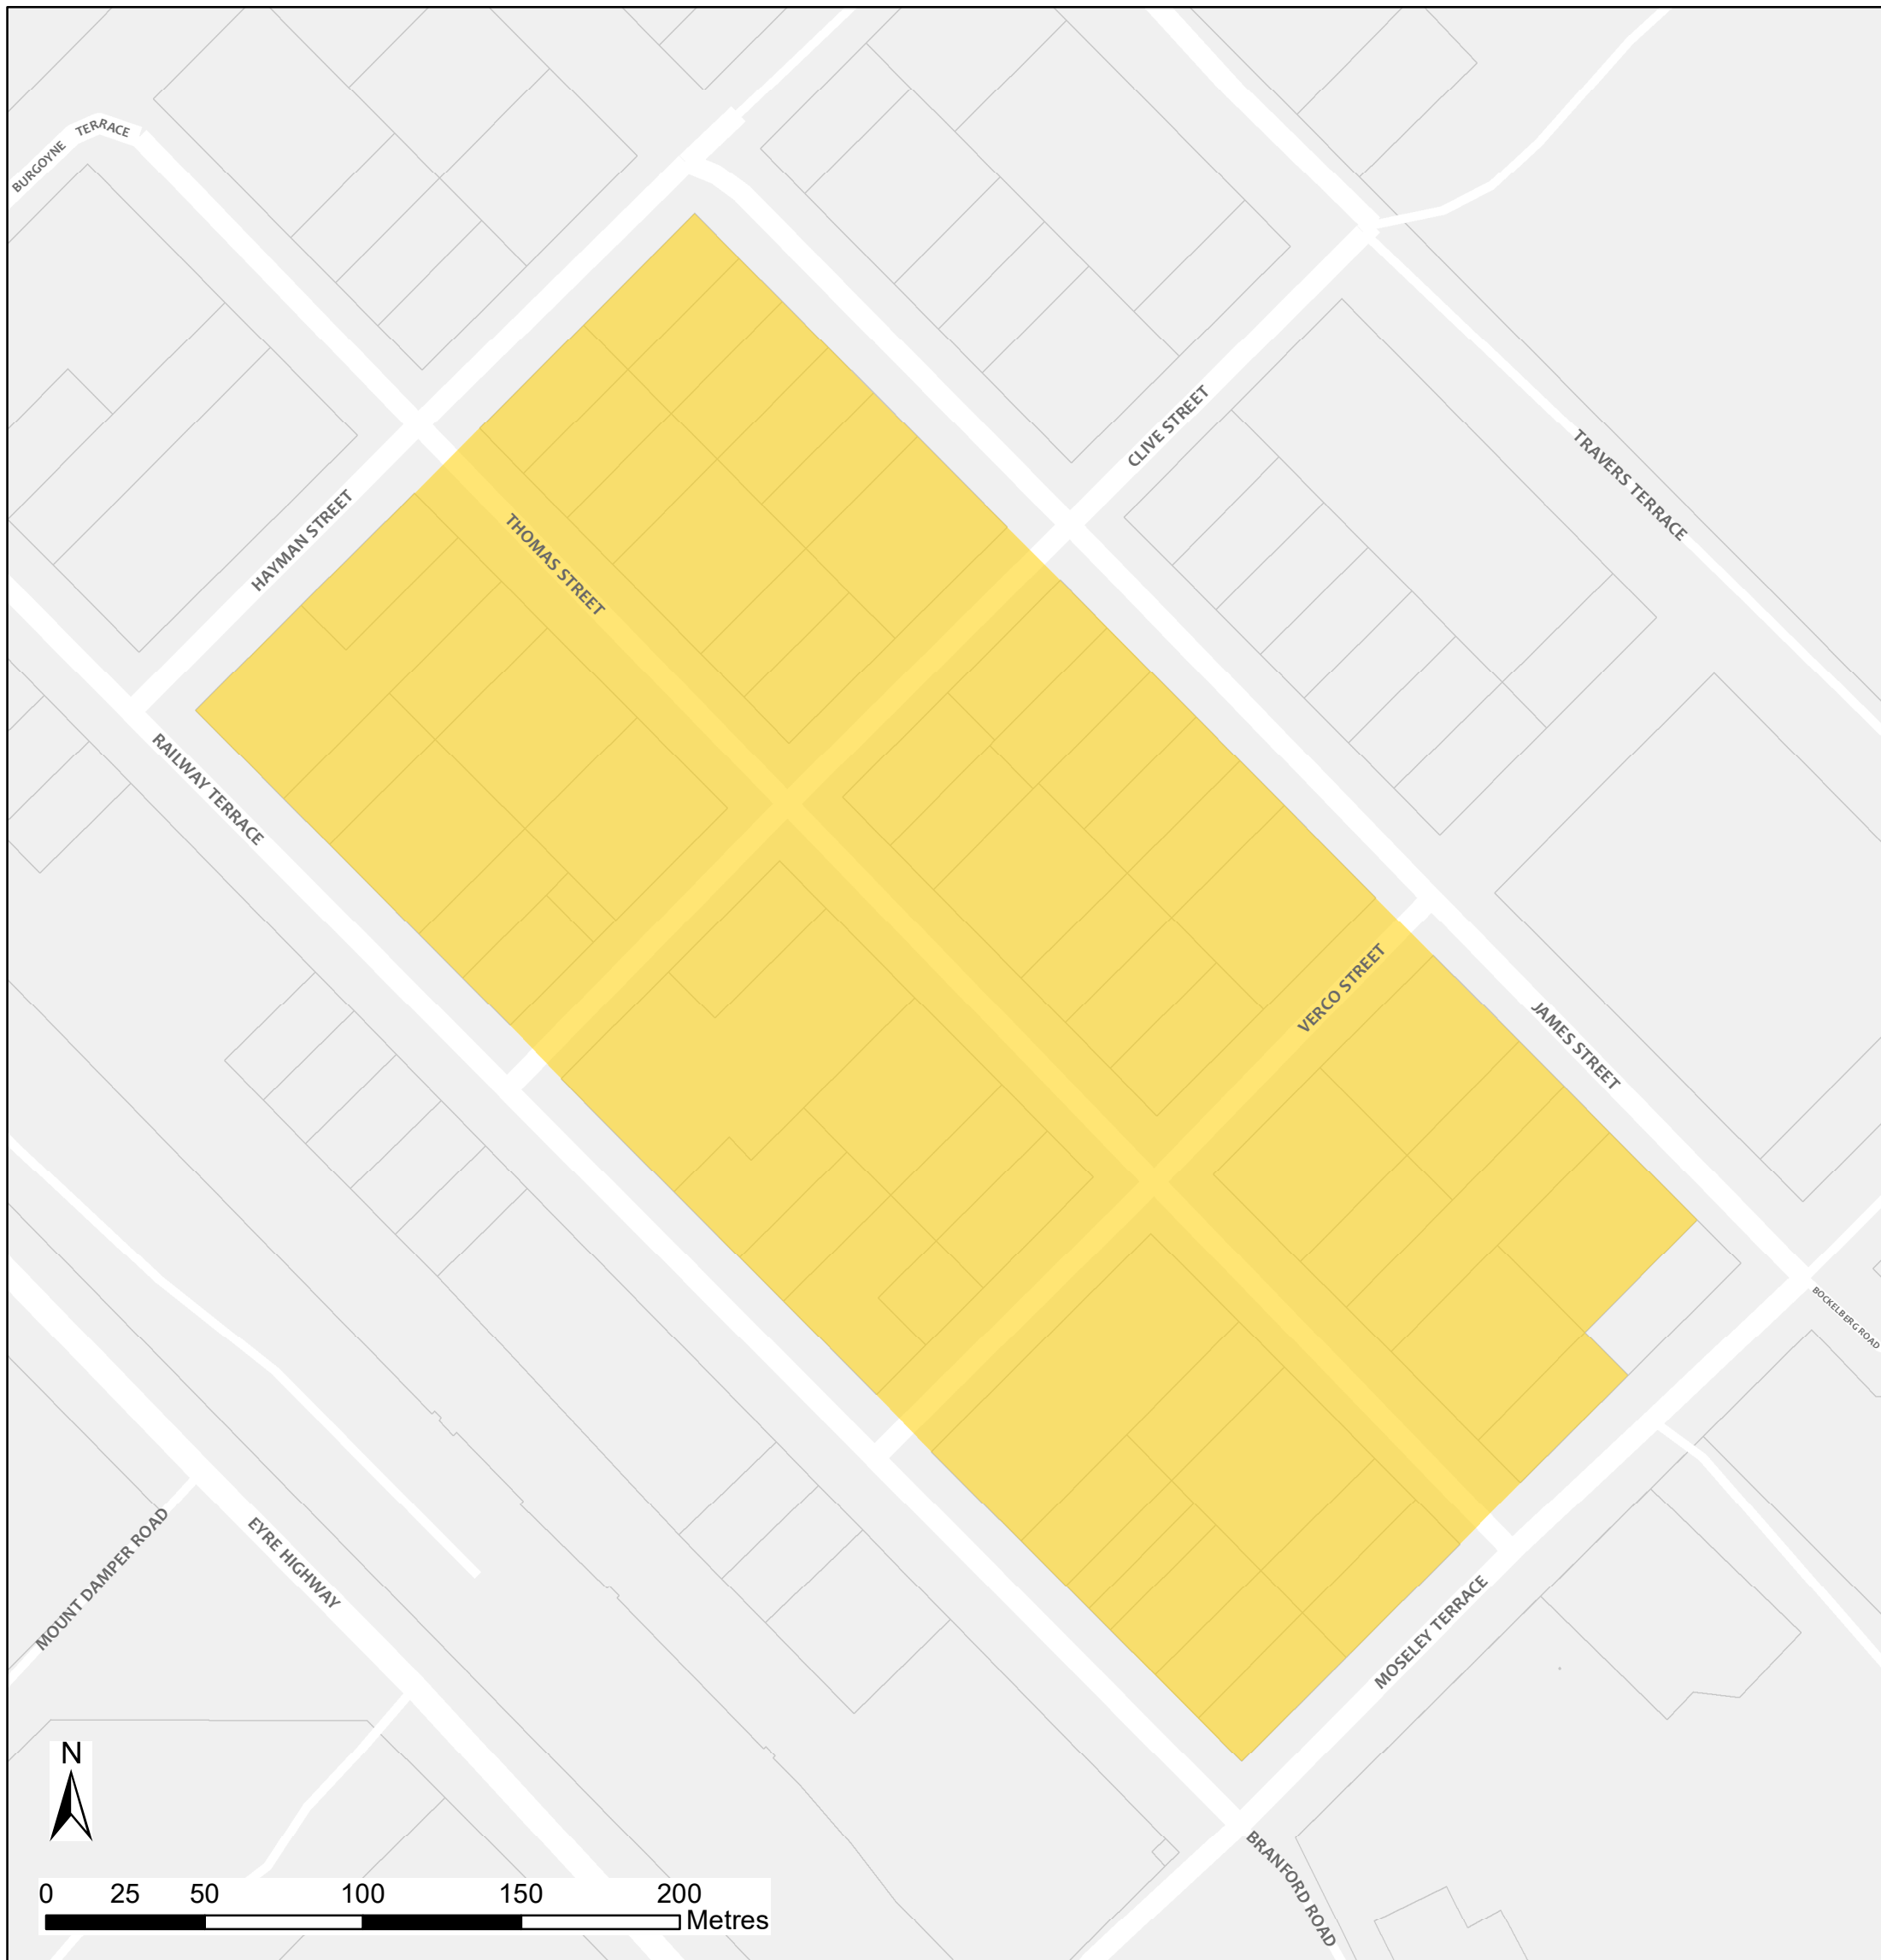 BURGOYNE
TERRACE
CLIVE STREET
TRAVERS TERRACE
HAYMAN STREET
THOMAS STREET
RAILWAY TERRACE
VERCO STREET
JAMES STREET
BOCKELBERG ROAD
MOUNT DAMPER ROAD
EYRE HIGHWAY
MOSELEY TERRACE
BRANFORD ROAD
N
0 25 50 100 150 200
Metres